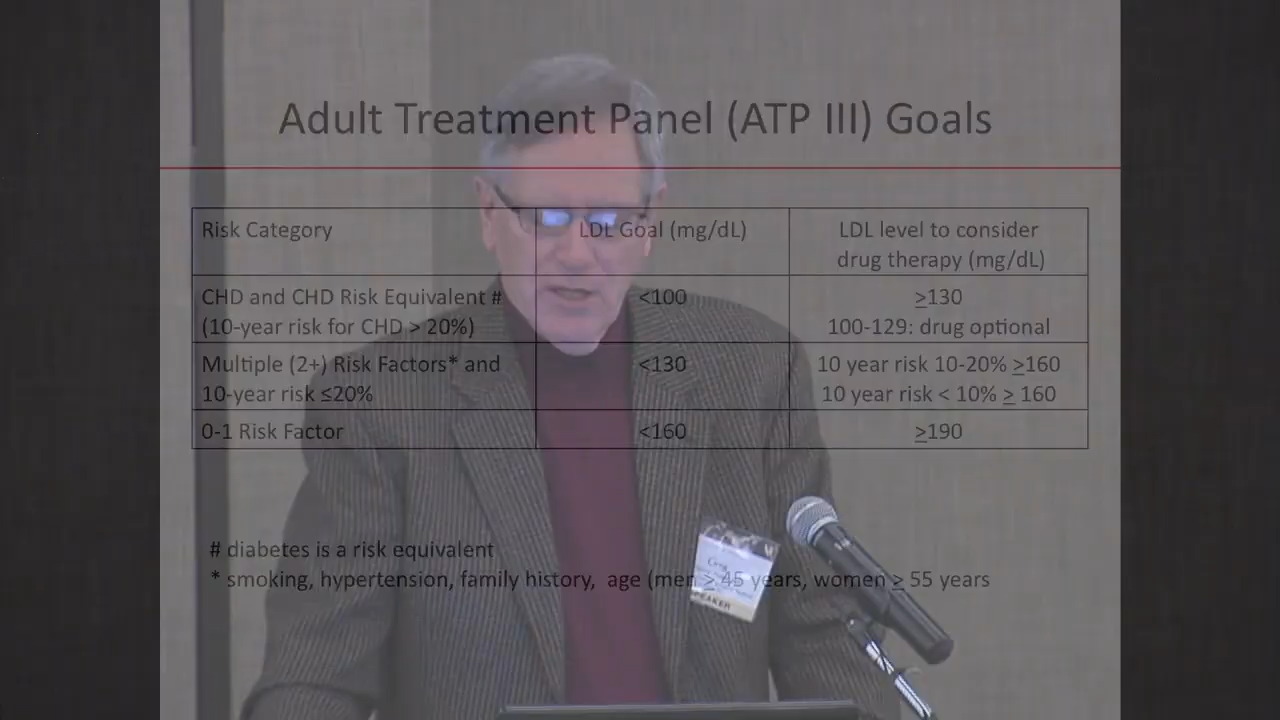 Adult Treatment Panel (ATP III) Goals
Risk Category
LDL Goal (mg/dL)
LDL level to consider
drug therapy (mg/dL)
CHD and CHD Risk Equivalent #
(10-year risk for CHD > 20%)
<100
≥130
100-129: drug optional
Multiple (2+) Risk Factors* and
10-year risk ≤20%
<130
10 year risk 10-20% ≥160
10 year risk < 10% ≥ 160
0-1 Risk Factor
<160
≥190
# diabetes is a risk equivalent
* smoking, hypertension, family history, age (men ≥ 45 years, women ≥ 55 years
SPEAKER